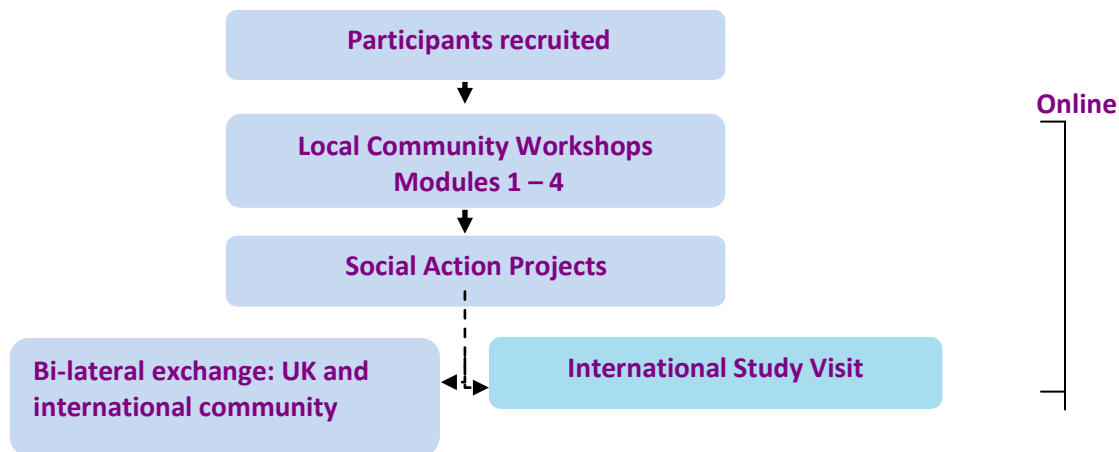 Participants recruited
Online
Local Community Workshops
Modules 1 – 4
Social Action Projects
Bi-lateral exchange: UK and
international community
International Study Visit